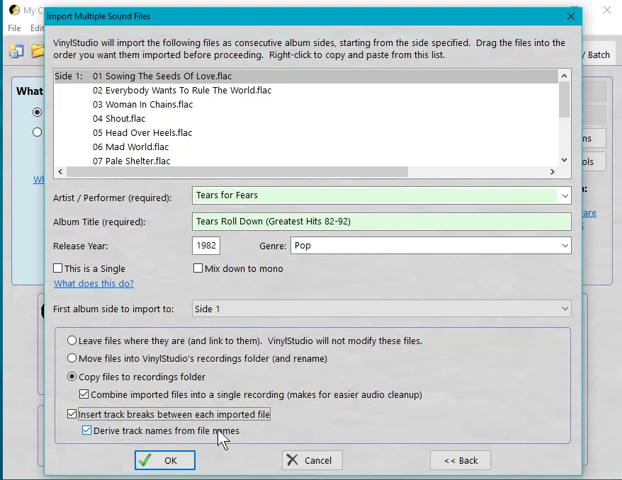 My C
Import Multiple Sound Files
File Edi
VinylStudio will import the following files as consecutive album sides, starting from the side specified. Drag the files into the
order you want them imported before proceeding. Right-click to copy and paste from this list.
/ Batch
Side 1: 01 Sowing The Seeds Of Love.flac
What
02 Everybody Wants To Rule The World.flac
03 Woman In Chains.flac
04 Shout.flac
05 Head Over Heels.flac
ns
06 Mad World.flac
07 Pale Shelter.flac
ols
Artist / Performer (required): Tears for Fears
Album Title (required): Tears Roll Down (Greatest Hits 82-92)
are
Release Year: 1982 Genre: Pop
This is a Single Mix down to mono
What does this do?
First album side to import to: Side 1
Leave files where they are (and link to them). VinylStudio will not modify these files.
Move files into VinylStudio's recordings folder (and rename)
Copy files to recordings folder
Combine imported files into a single recording (makes for easier audio cleanup)
Insert track breaks between each imported file
Derive track names from file names
OK Cancel << Back